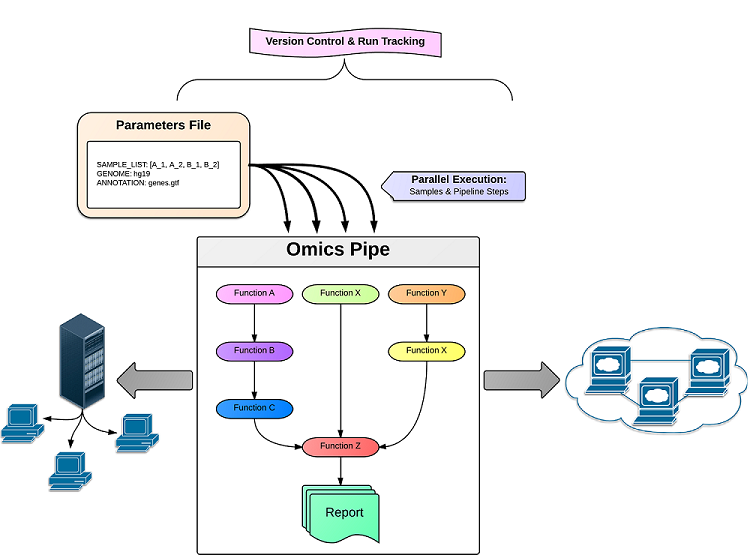 Version Control & Run Tracking
Parameters File
SAMPLE_LIST: [A_1, A_2, B_1, B_2]
GENOME: hg19
ANNOTATION: genes.gtf
Parallel Execution:
Samples & Pipeline Steps
Omics Pipe
Function A
Function X
Function Y
Function B
Function X
Function C
Function Z
Report